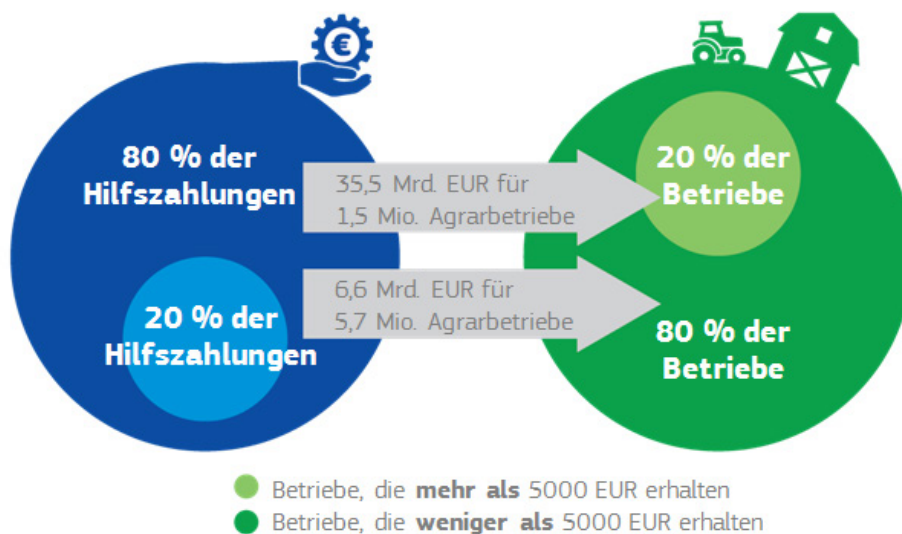 €
80 % der
Hilfszahlungen
35,5 Mrd. EUR für
1,5 Mio. Agrarbetriebe
20 % der
Betriebe
20 % der
Hilfszahlungen
6,6 Mrd. EUR für
5,7 Mio. Agrarbetriebe
80 % der
Betriebe
Betriebe, die mehr als 5000 EUR erhalten
Betriebe, die weniger als 5000 EUR erhalten